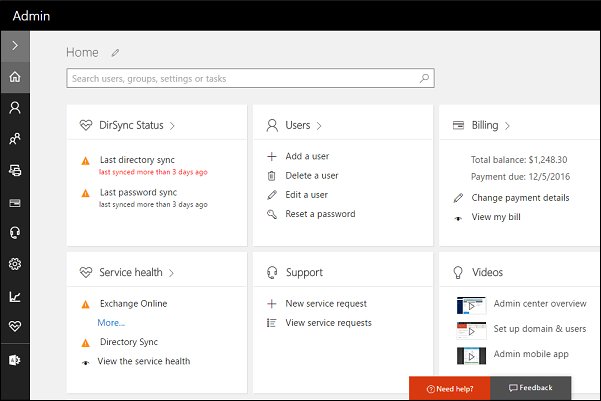 Admin
Home
Search users, groups, settings or tasks
DirSync Status
Last directory sync
last synced more than 3 days ago
Last password sync
last synced more than 3 days ago
Users
Add a user
Delete a user
Edit a user
Reset a password
Billing
Total balance: $1,248.30
Payment due: 12/5/2016
Change payment details
View my bill
Service health
Exchange Online
More...
Directory Sync
View the service health
Support
New service request
View service requests
Videos
Admin center overview
Set up domain & users
Admin mobile app
Need help?
Feedback